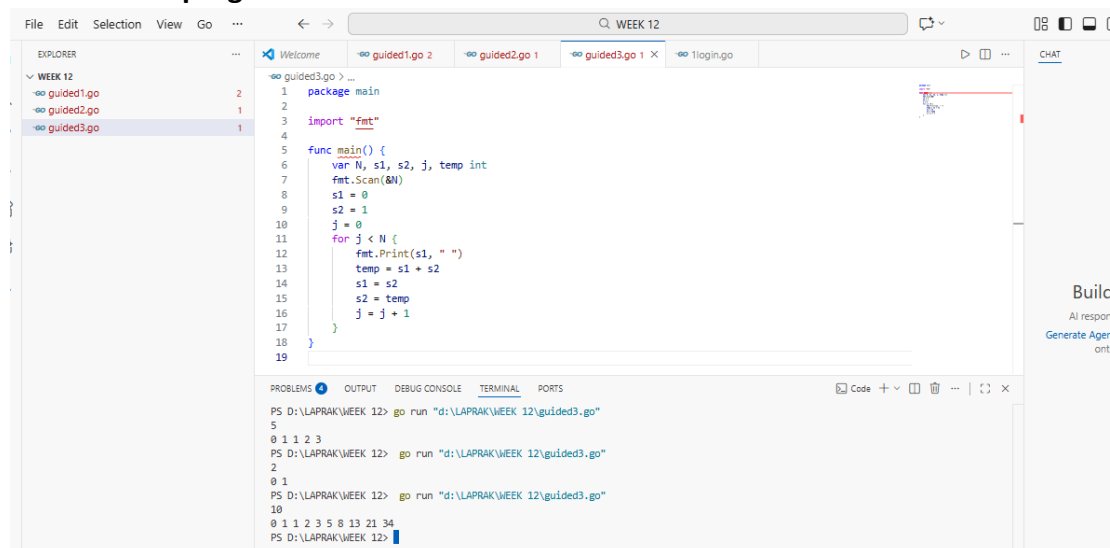 File Edit Selection View Go ... WEEK 12
EXPLORER ...
WEEK 12
guided1.go 2
guided2.go 1
guided3.go 1
Welcome guided1.go 2 guided2.go 1 guided3.go 1 1login.go ...
CHAT
guided3.go > ...
1 package main
2
3 import "fmt"
4
5 func main() {
6 var N, s1, s2, j, temp int
7 fmt.Scan(&N)
8 s1 = 0
9 s2 = 1
10 j = 0
11 for j < N {
12 fmt.Print(s1, " ")
13 temp = s1 + s2
14 s1 = s2
15 s2 = temp
16 j = j + 1
17 }
18 }
19
Build
AI respon
Generate Agen
ont
PROBLEMS 4 OUTPUT DEBUG CONSOLE TERMINAL PORTS Code
PS D:\LAPRAK\WEEK 12> go run "d:\LAPRAK\WEEK 12\guided3.go"
5
0 1 1 2 3
PS D:\LAPRAK\WEEK 12> go run "d:\LAPRAK\WEEK 12\guided3.go"
2
0 1
PS D:\LAPRAK\WEEK 12> go run "d:\LAPRAK\WEEK 12\guided3.go"
10
0 1 1 2 3 5 8 13 21 34
PS D:\LAPRAK\WEEK 12>